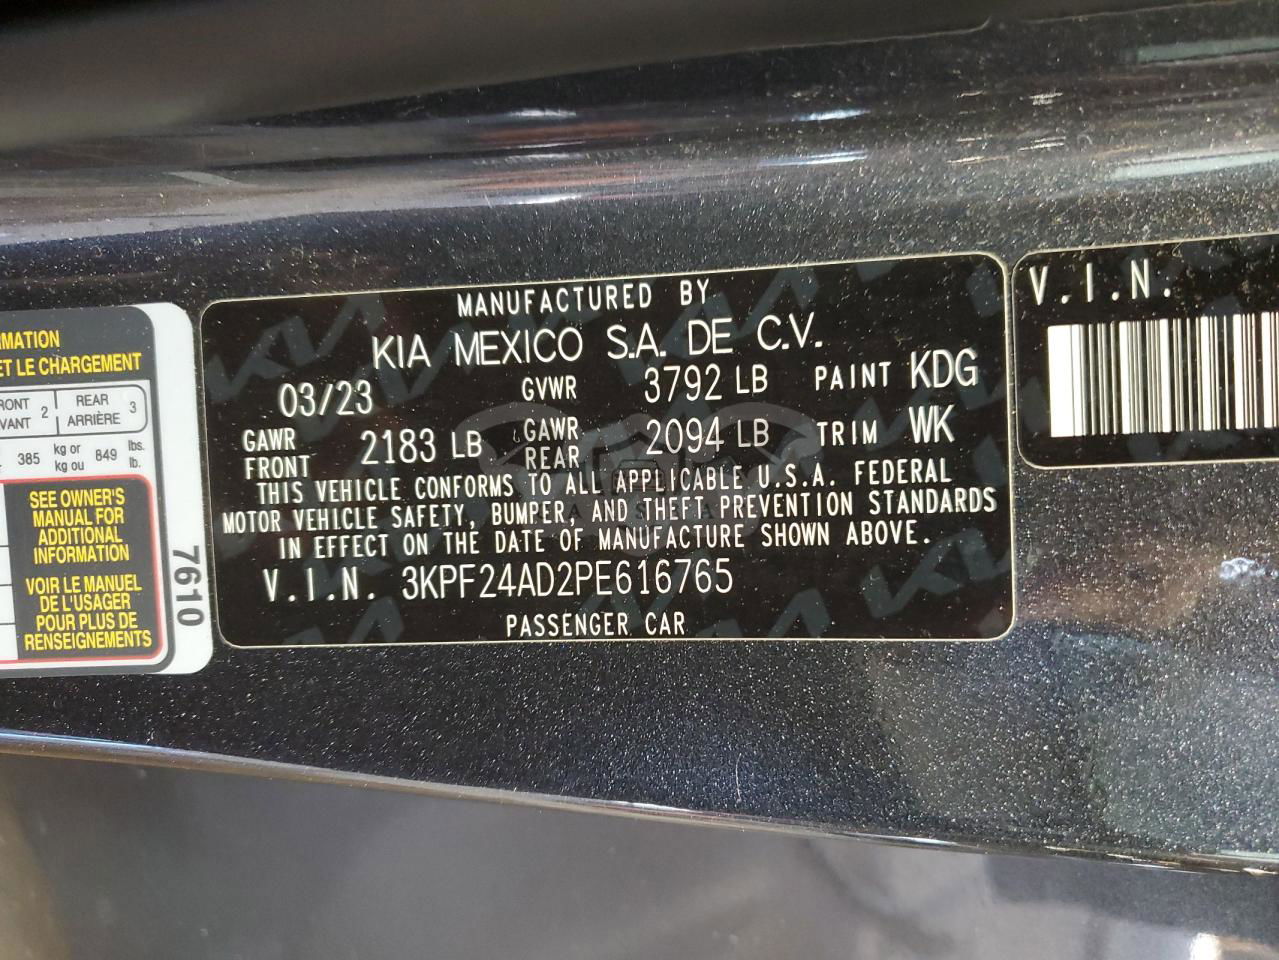 MANUFACTURED BY
KIA MEXICO S.A. DE C.V.
03/23 GVWR 3792 LB PAINT KDG
GAWR FRONT 2183 LB GAWR REAR 2094 LB TRIM WK
THIS VEHICLE CONFORMS TO ALL APPLICABLE U.S.A. FEDERAL
MOTOR VEHICLE SAFETY, BUMPER, AND THEFT PREVENTION STANDARDS
IN EFFECT ON THE DATE OF MANUFACTURE SHOWN ABOVE.
V.I.N. 3KPF24AD2PE616765
PASSENGER CAR
V.I.N.
ET LE CHARGEMENT
2 REAR ARRIÈRE 3
385 kg or kg ou 849 lbs. lb.
SEE OWNER'S
MANUAL FOR
ADDITIONAL
INFORMATION
VOIR LE MANUEL
DE L'USAGER
POUR PLUS DE
RENSEIGNEMENTS
7610